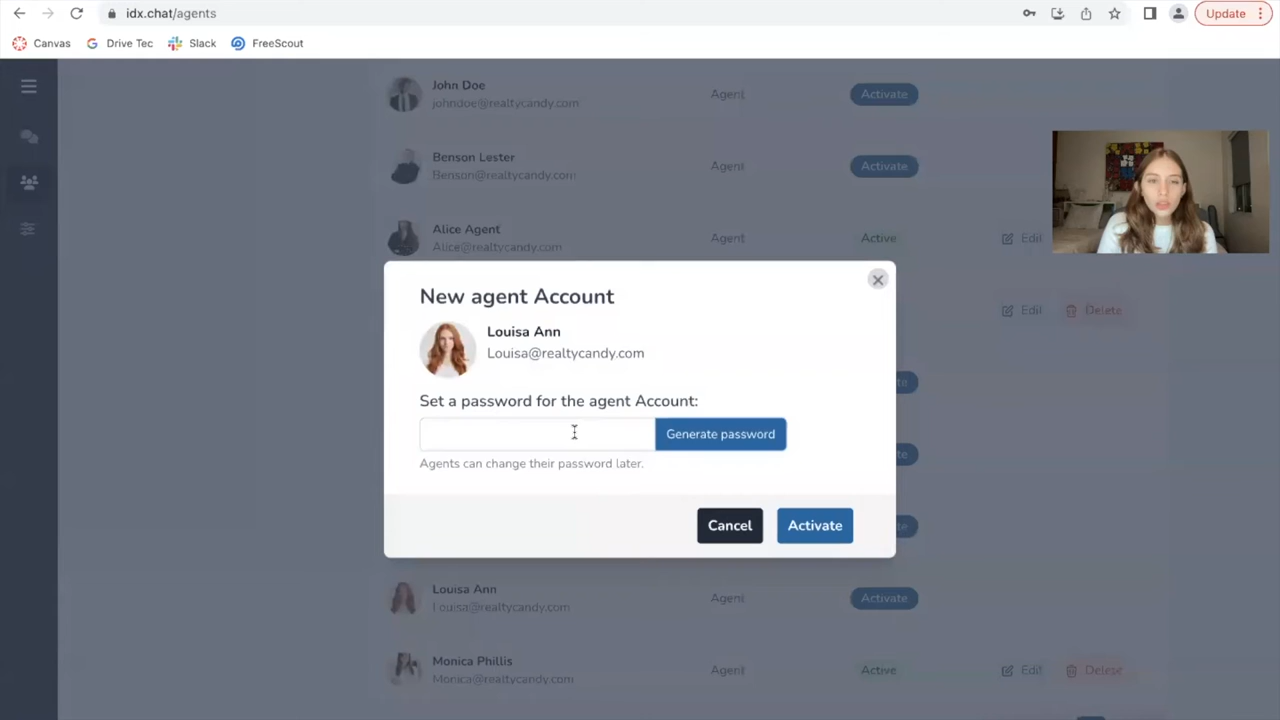 idx.chat/agents
Update
Canvas
Drive Tec
Slack
FreeScout
John Doe
johndoe@realtycandy.com
Agent
Activate
Benson Lester
Benson@realtycandy.com
Agent
Activate
Alice Agent
Alice@realtycandy.com
Agent
Active
Edit
New agent Account
Louisa Ann
Louisa@realtycandy.com
Edit
Delete
Set a password for the agent Account:
Generate password
Agents can change their password later.
Cancel
Activate
Louisa Ann
Louisa@realtycandy.com
Agent
Activate
Monica Phillis
Monica@realtycandy.com
Agent
Active
Edit
Delete